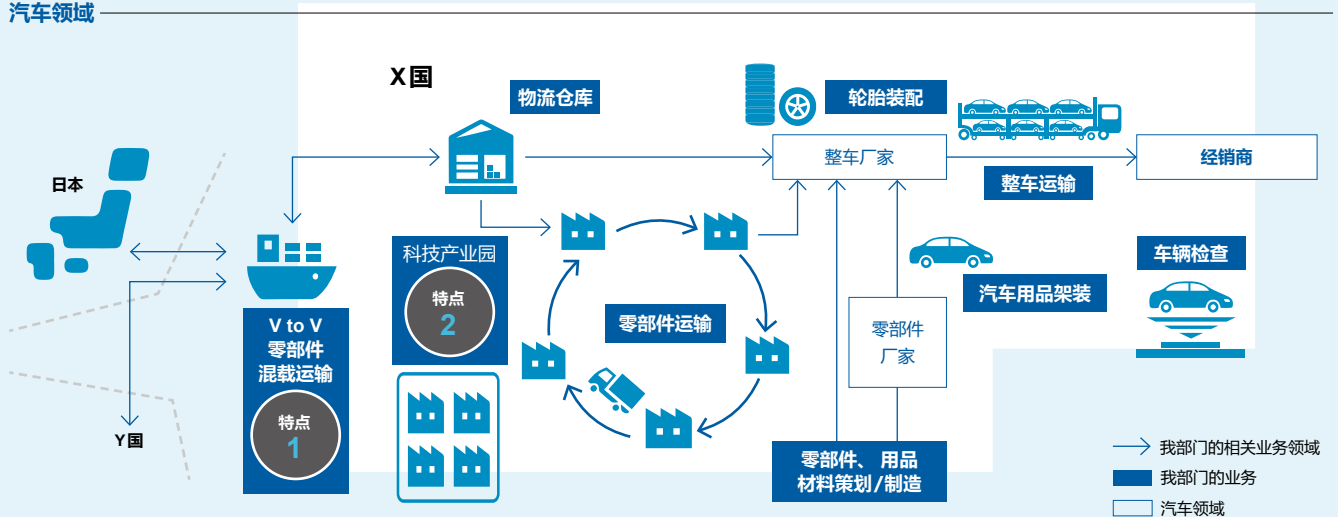 汽车领域
X国
物流仓库
轮胎装配
整车厂家
整车运输
经销商
日本
科技产业园
特点
2
零部件运输
汽车用品架装
车辆检查
V to V
零部件
混载运输
特点
1
零部件
厂家
Y国
零部件、用品
材料策划/制造
我部门的相关业务领域
我部门的业务
汽车领域